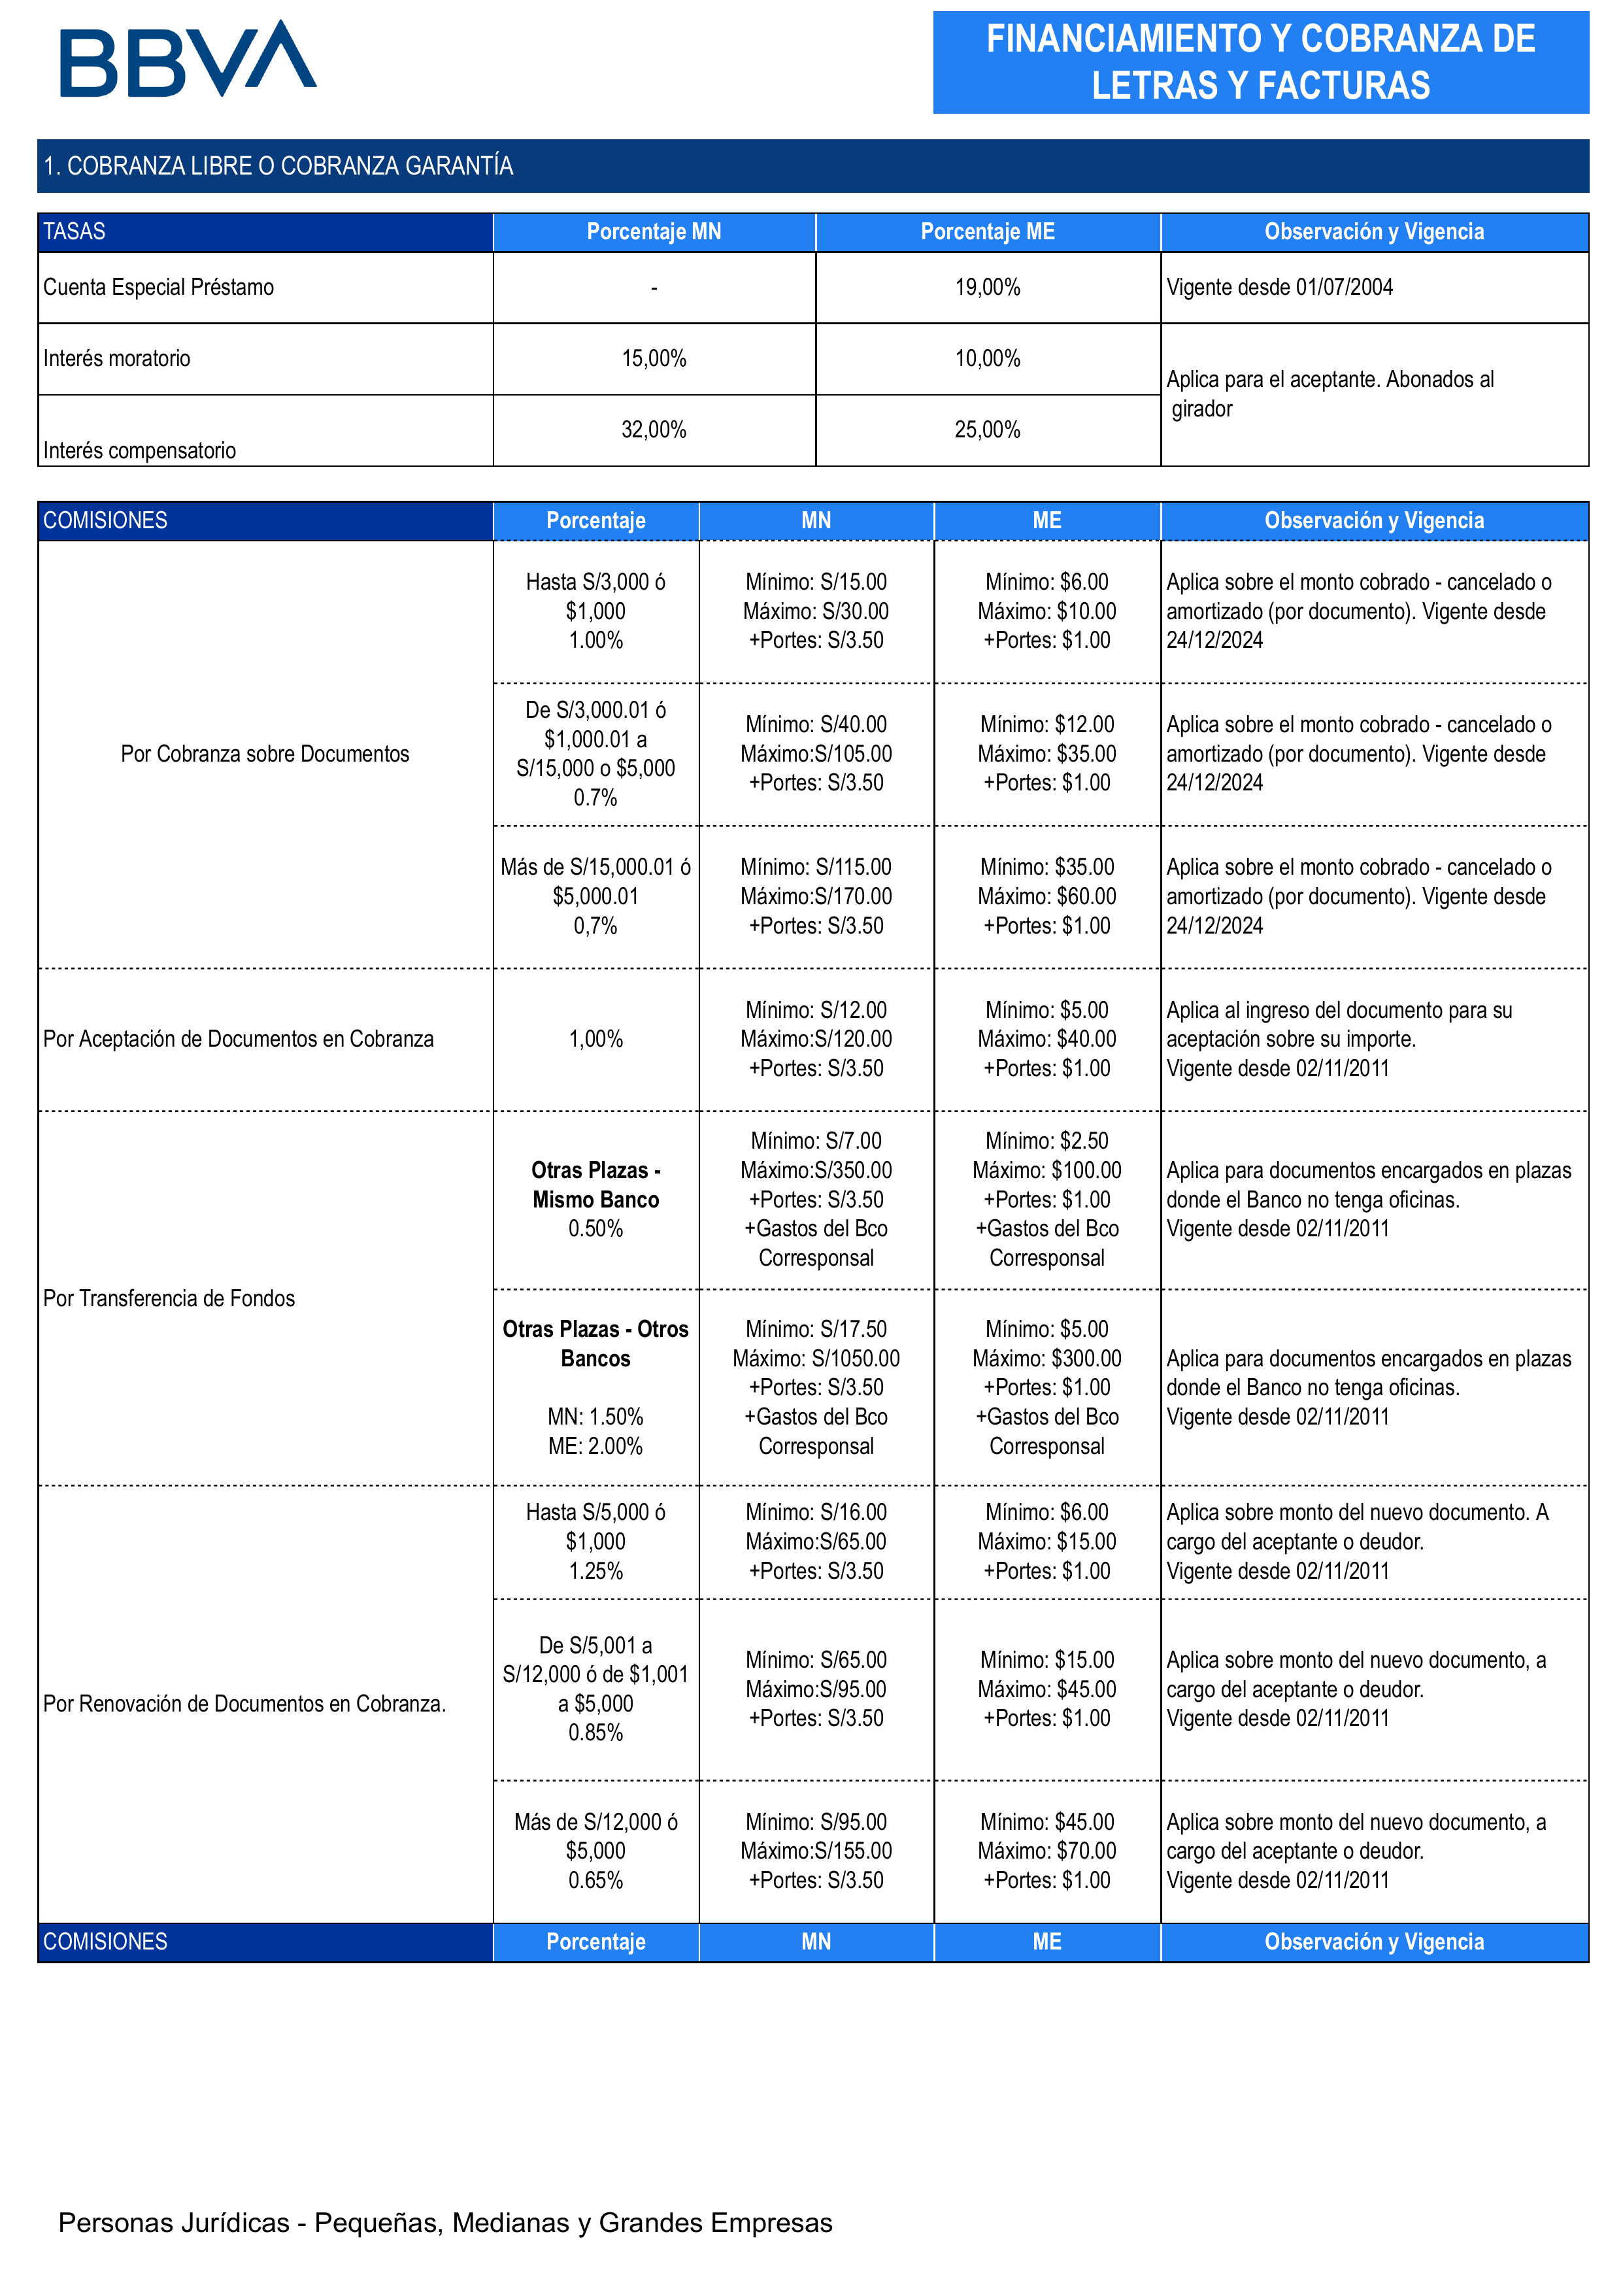 BBVA
FINANCIAMIENTO Y COBRANZA DE
LETRAS Y FACTURAS
1. COBRANZA LIBRE O COBRANZA GARANTÍA
TASAS
Porcentaje MN
Porcentaje ME
Observación y Vigencia
Cuenta Especial Préstamo
-
19,00%
Vigente desde 01/07/2004
Interés moratorio
15,00%
10,00%
Aplica para el aceptante. Abonados al
girador
Interés compensatorio
32,00%
25,00%
COMISIONES
Porcentaje
MN
ME
Observación y Vigencia
Por Cobranza sobre Documentos
Hasta S/3,000 ó
$1,000
1.00%
Mínimo: S/15.00
Máximo: S/30.00
+Portes: S/3.50
Mínimo: $6.00
Máximo: $10.00
+Portes: $1.00
Aplica sobre el monto cobrado - cancelado o
amortizado (por documento). Vigente desde
24/12/2024
De S/3,000.01 ó
$1,000.01 a
S/15,000 o $5,000
0.7%
Mínimo: S/40.00
Máximo:S/105.00
+Portes: S/3.50
Mínimo: $12.00
Máximo: $35.00
+Portes: $1.00
Aplica sobre el monto cobrado - cancelado o
amortizado (por documento). Vigente desde
24/12/2024
Más de S/15,000.01 ó
$5,000.01
0,7%
Mínimo: S/115.00
Máximo:S/170.00
+Portes: S/3.50
Mínimo: $35.00
Máximo: $60.00
+Portes: $1.00
Aplica sobre el monto cobrado - cancelado o
amortizado (por documento). Vigente desde
24/12/2024
Por Aceptación de Documentos en Cobranza
1,00%
Mínimo: S/12.00
Máximo:S/120.00
+Portes: S/3.50
Mínimo: $5.00
Máximo: $40.00
+Portes: $1.00
Aplica al ingreso del documento para su
aceptación sobre su importe.
Vigente desde 02/11/2011
Por Transferencia de Fondos
Otras Plazas -
Mismo Banco
0.50%
Mínimo: S/7.00
Máximo:S/350.00
+Portes: S/3.50
+Gastos del Bco
Corresponsal
Mínimo: $2.50
Máximo: $100.00
+Portes: $1.00
+Gastos del Bco
Corresponsal
Aplica para documentos encargados en plazas
donde el Banco no tenga oficinas.
Vigente desde 02/11/2011
Otras Plazas - Otros
Bancos
MN: 1.50%
ME: 2.00%
Mínimo: S/17.50
Máximo: S/1050.00
+Portes: S/3.50
+Gastos del Bco
Corresponsal
Mínimo: $5.00
Máximo: $300.00
+Portes: $1.00
+Gastos del Bco
Corresponsal
Aplica para documentos encargados en plazas
donde el Banco no tenga oficinas.
Vigente desde 02/11/2011
Por Renovación de Documentos en Cobranza.
Hasta S/5,000 ó
$1,000
1.25%
Mínimo: S/16.00
Máximo:S/65.00
+Portes: S/3.50
Mínimo: $6.00
Máximo: $15.00
+Portes: $1.00
Aplica sobre monto del nuevo documento. A
cargo del aceptante o deudor.
Vigente desde 02/11/2011
De S/5,001 a
S/12,000 ó de $1,001
a $5,000
0.85%
Mínimo: S/65.00
Máximo:S/95.00
+Portes: S/3.50
Mínimo: $15.00
Máximo: $45.00
+Portes: $1.00
Aplica sobre monto del nuevo documento, a
cargo del aceptante o deudor.
Vigente desde 02/11/2011
Más de S/12,000 ó
$5,000
0.65%
Mínimo: S/95.00
Máximo:S/155.00
+Portes: S/3.50
Mínimo: $45.00
Máximo: $70.00
+Portes: $1.00
Aplica sobre monto del nuevo documento, a
cargo del aceptante o deudor.
Vigente desde 02/11/2011
COMISIONES
Porcentaje
MN
ME
Observación y Vigencia
Personas Jurídicas - Pequeñas, Medianas y Grandes Empresas